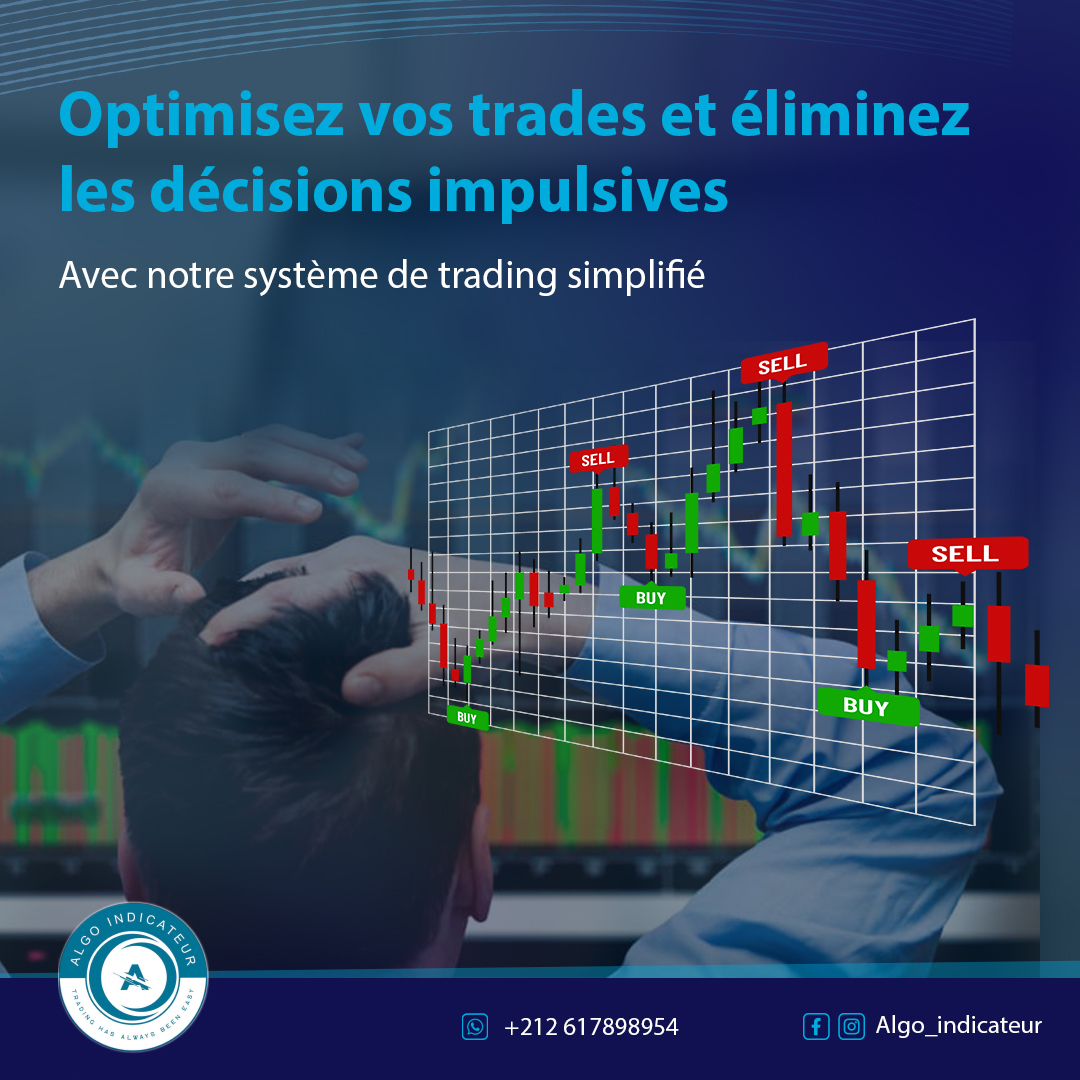 Optimisez vos trades et éliminez
les décisions impulsives
Avec notre système de trading simplifié
SELL
SELL
SELL
BUY
BUY
BUY
ALGO INDICATEUR
A
TRADING HAS ALWAYS BEEN EASY
+212 617898954
Algo_indicateur